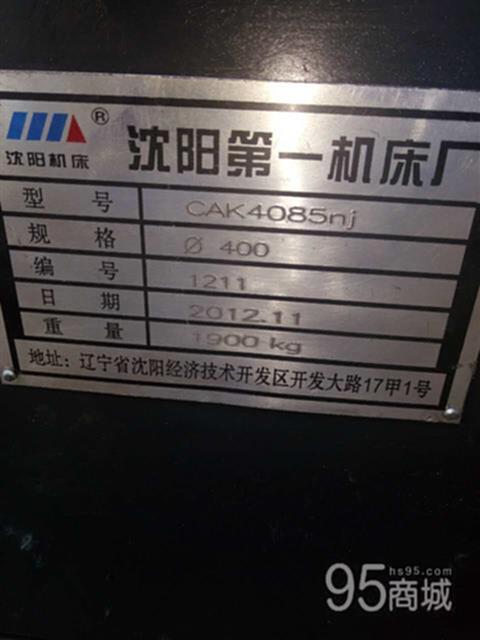 沈阳机床 ® 沈阳第一机床厂
型 号 CAK4085nj
规 格 Ø 400
编 号 1211
日 期 2012.11
重 量 1900 kg
地址: 辽宁省沈阳经济技术开发区开发大路17甲1号
95商城 hs95.com